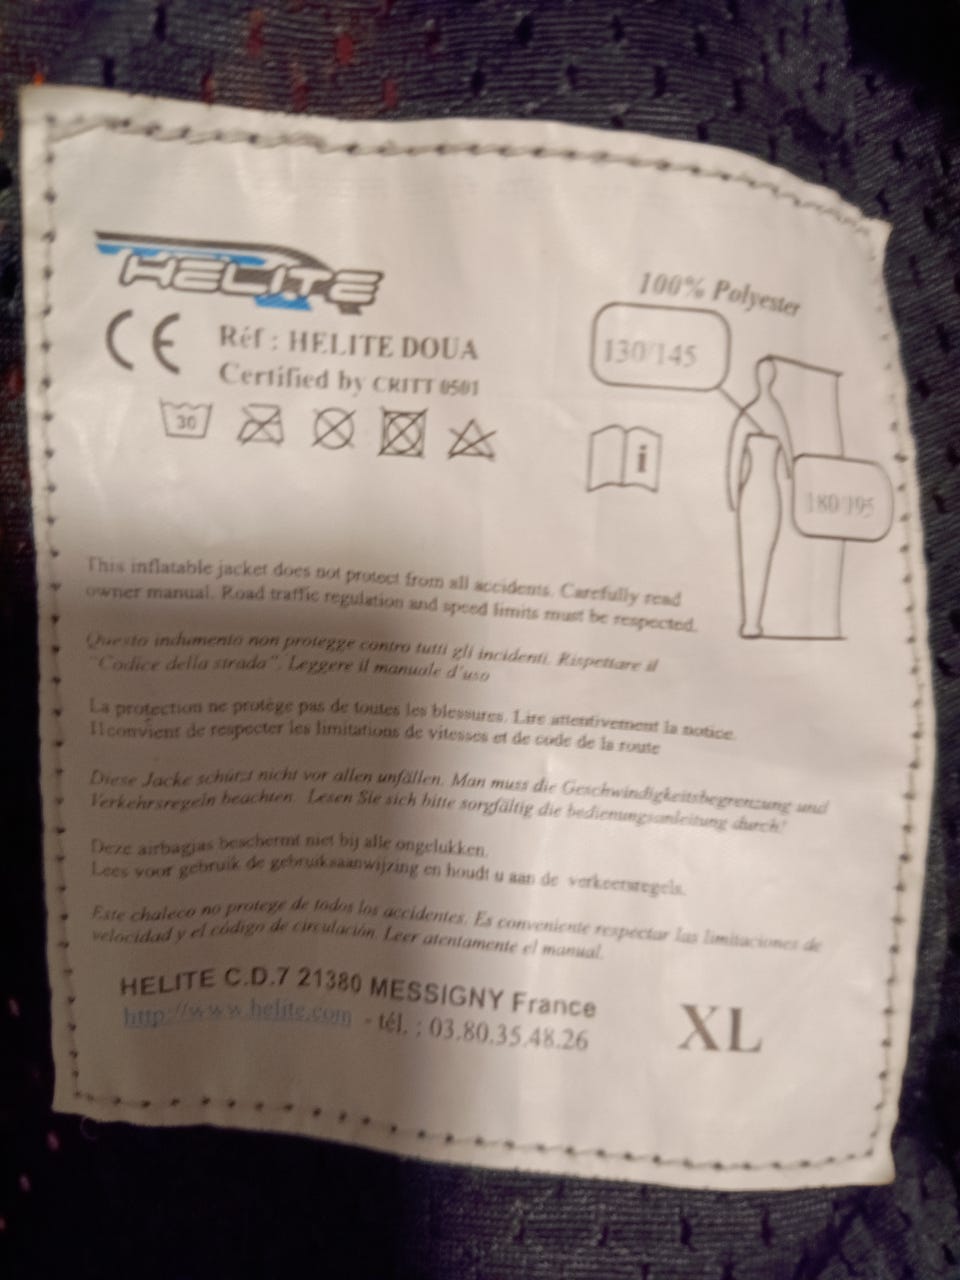 HELITE
100% Polyester
CE
Réf : HELITE DOUA
Certified by CRITT 0501
130/145
30
i
180/195
This inflatable jacket does not protect from all accidents. Carefully read
owner manual. Road traffic regulation and speed limits must be respected.
Questo indumento non protegge contro tutti gli incidenti. Rispettare il
"Codice della strada". Leggere il manuale d'uso
La protection ne protège pas de toutes les blessures. Lire attentivement la notice.
Il convient de respecter les limitations de vitesses et de code de la route
Diese Jacke schützt nicht vor allen unfällen. Man muss die Geschwindigkeitsbegrenzung und
Verkehrsregeln beachten. Lesen Sie sich bitte sorgfältig die bedienungsanleitung durch!
Deze airbagjas beschermt niet bij alle ongelukken.
Lees voor gebruik de gebruiksaanwijzing en houdt u aan de verkeersregels.
Este chaleco no protege de todos los accidentes. Es conveniente respectar las limitaciones de
velocidad y el código de circulación. Leer atentamente el manual.
HELITE C.D.7 21380 MESSIGNY France
http://www.helite.com - tél. : 03.80.35.48.26
XL